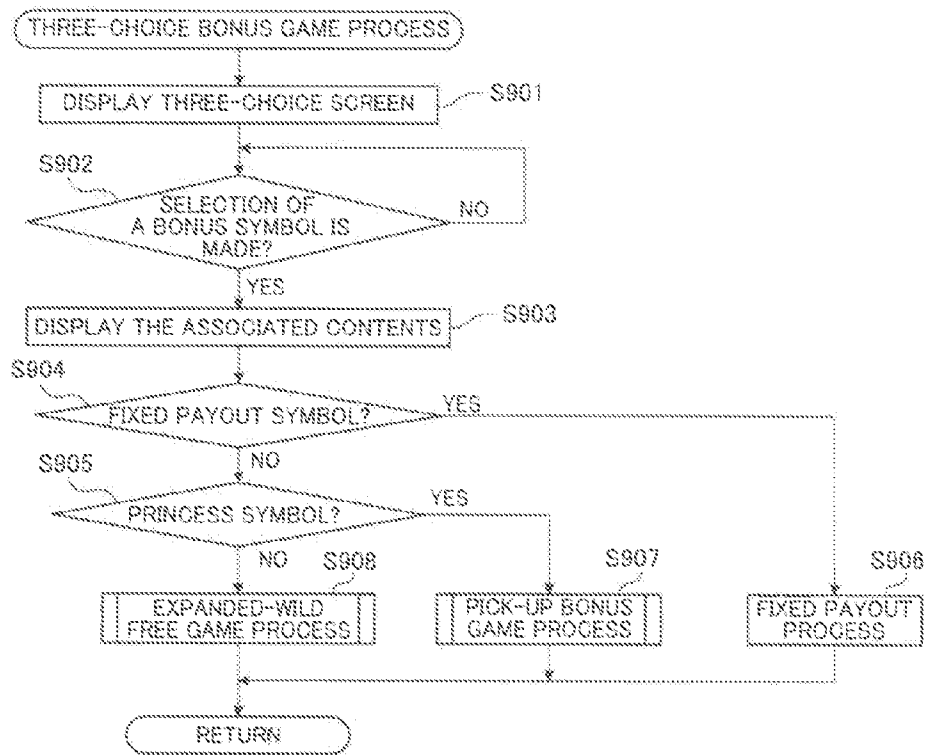 THREE-CHOICE BONUS GAME PROCESS
DISPLAY THREE-CHOICE SCREEN
S901
S902
SELECTION OF
A BONUS SYMBOL IS
MADE?
NO
YES
DISPLAY THE ASSOCIATED CONTENTS
S903
S904
FIXED PAYOUT SYMBOL?
YES
NO
S905
PRINCESS SYMBOL?
YES
NO
S908
EXPANDED-WILD
FREE GAME PROCESS
S907
PICK-UP BONUS
GAME PROCESS
S906
FIXED PAYOUT
PROCESS
RETURN